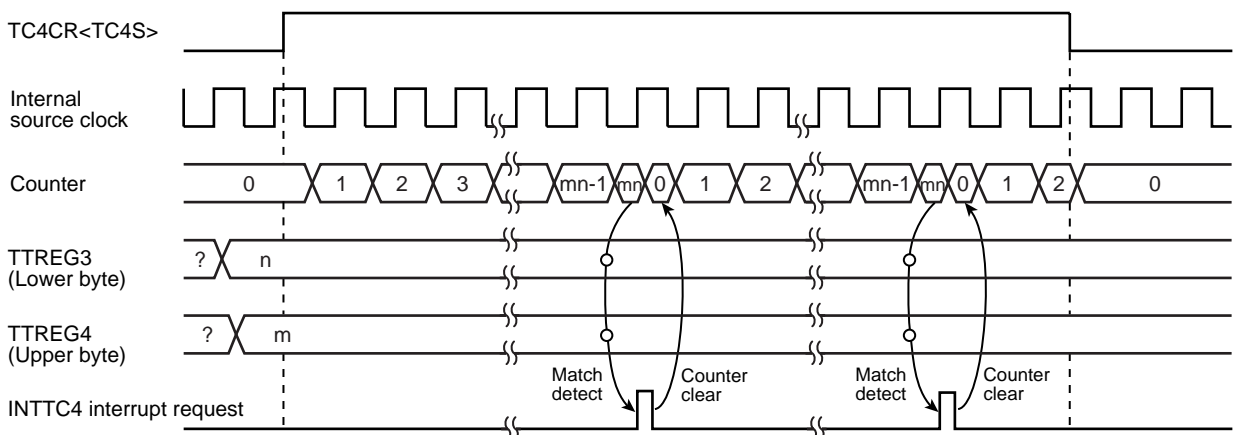 TC4CR<TC4S>
Internal
source clock
Counter 0 1 2 3 mn-1 mn 0 1 2 mn-1 mn 0 1 2 0
TTREG3 ? n
(Lower byte)
TTREG4 ? m
(Upper byte)
Match Counter Match Counter
detect clear detect clear
INTTC4 interrupt request